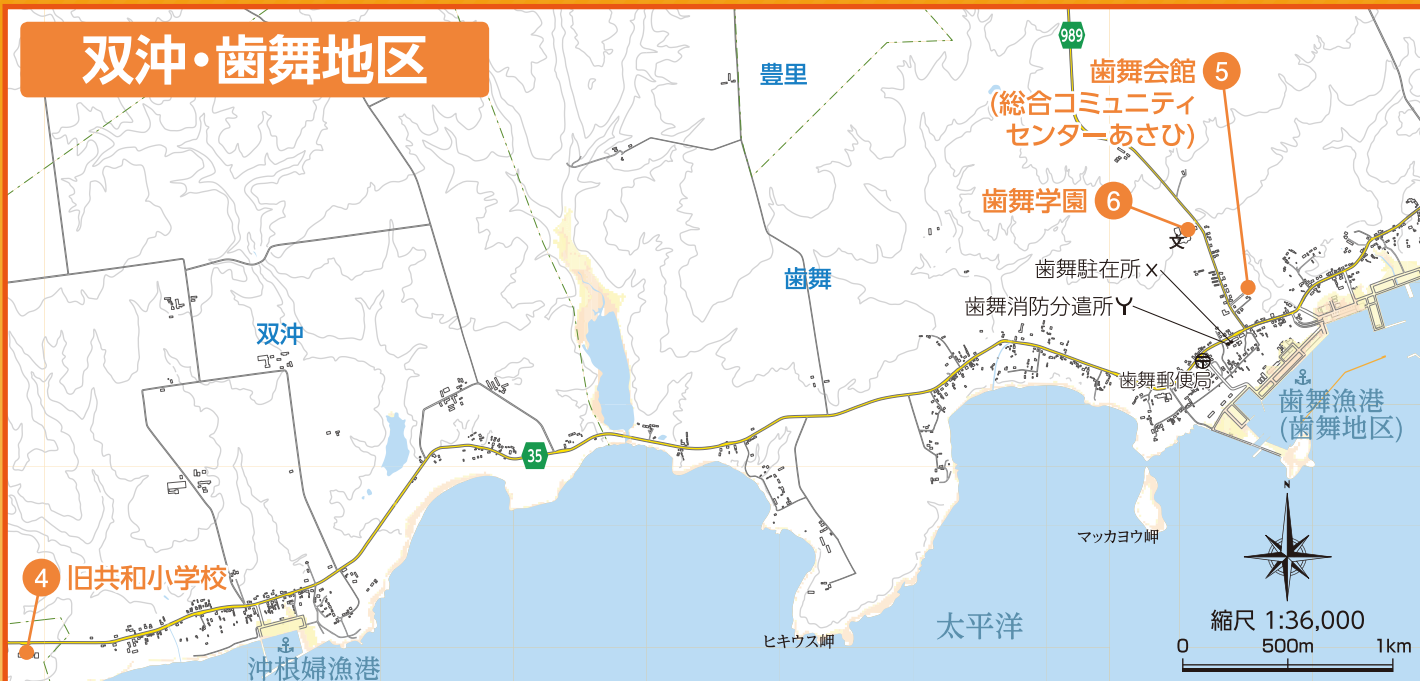 双沖・歯舞地区
豊里
989
歯舞会館 5
(総合コミュニティ
センターあさひ)
歯舞学園 6
文
歯舞駐在所
歯舞
歯舞消防分遣所
双沖
歯舞郵便局
歯舞漁港
(歯舞地区)
35
N
マッカヨウ岬
4 旧共和小学校
縮尺 1:36,000
太平洋
ヒキウス岬
0 500m 1km
沖根婦漁港